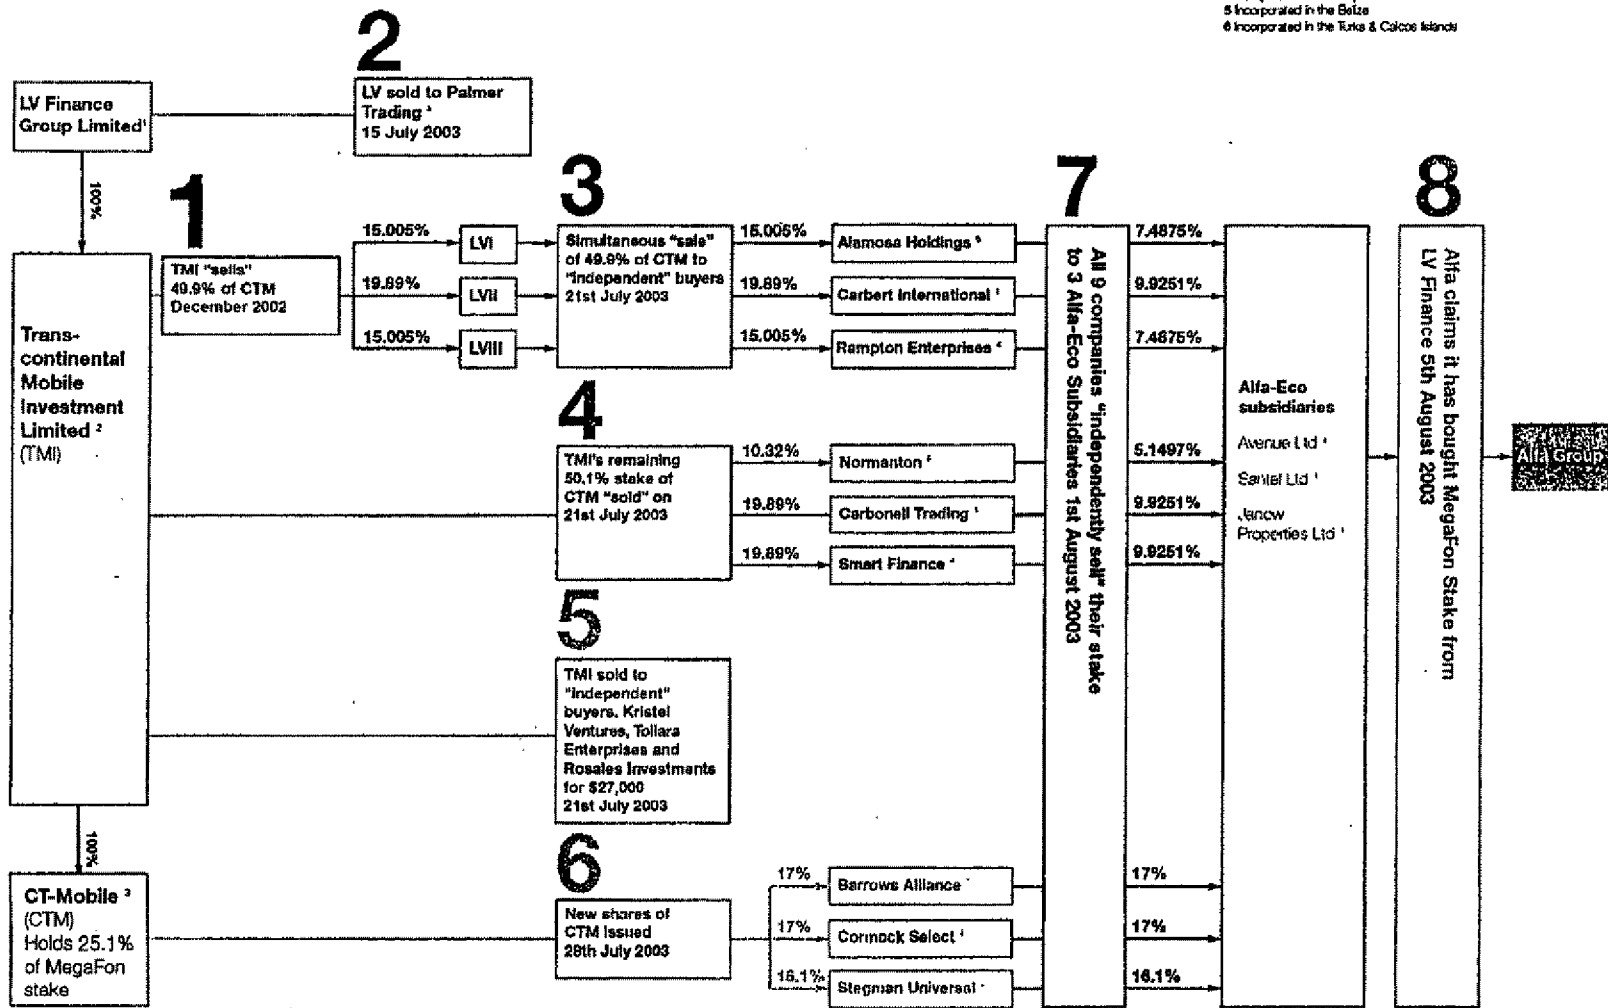 5 Incorporated in the Belize
6 Incorporated in the Turks & Caicos Islands
2
LV Finance
Group Limited¹
LV sold to Palmer
Trading
15 July 2003
100%
1
TMI "sells"
49.9% of CTM
December 2002
15.005%
LVI
19.89%
LVII
15.005%
LVIII
3
Simultaneous "sale"
of 49.9% of CTM to
"independent" buyers
21st July 2003
15.005%
Alamosa Holdings
19.89%
Carbert International
15.005%
Rampton Enterprises
7
All 9 companies "independently sell" their stake
to 3 Alfa-Eco Subsidiaries 1st August 2003
7.4875%
9.9251%
7.4875%
8
Alfa claims it has bought MegaFon Stake from
LV Finance 5th August 2003
Trans-
continental
Mobile
Investment
Limited ²
(TMI)
4
TMI's remaining
50.1% stake of
CTM "sold" on
21st July 2003
10.32%
Normanton
19.89%
Carbonell Trading
19.89%
Smart Finance
5.1497%
9.9251%
9.9251%
Alfa-Eco
subsidiaries
Avenue Ltd
Santel Ltd
Janow
Properties Ltd
Alfa Group
5
TMI sold to
"independent"
buyers. Kristel
Ventures, Tollara
Enterprises and
Rosales Investments
for $27,000
21st July 2003
100%
CT-Mobile ³
(CTM)
Holds 25.1%
of MegaFon
stake
6
New shares of
CTM issued
28th July 2003
17%
Barrows Alliance
17%
Cormack Select
16.1%
Stegman Universal
17%
17%
16.1%